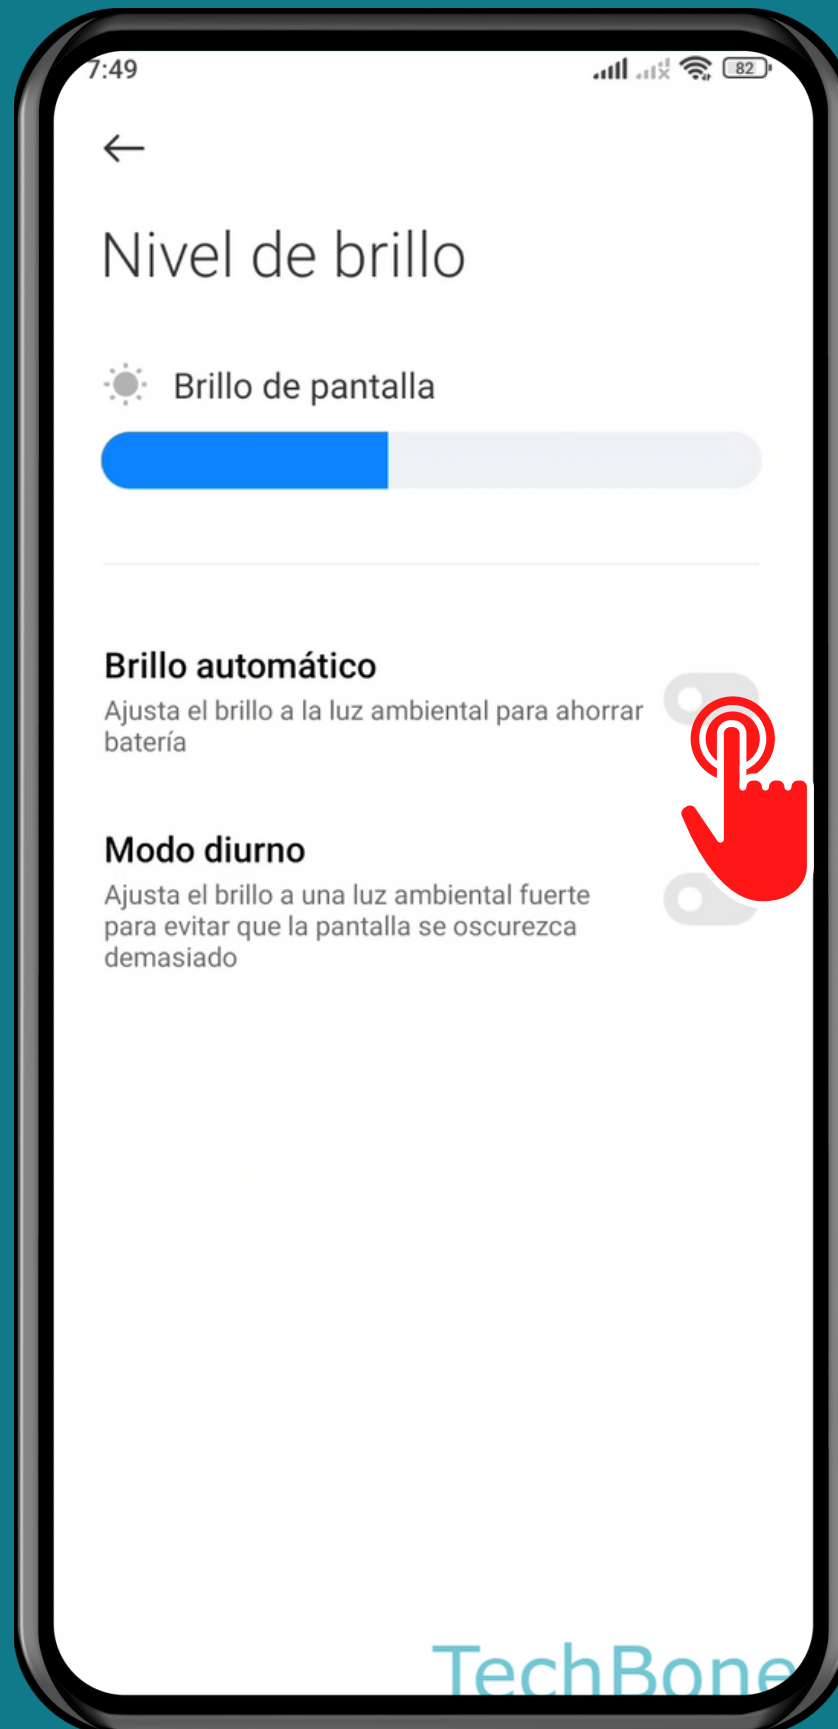 7:49
82
Nivel de brillo
Brillo de pantalla
Brillo automático
Ajusta el brillo a la luz ambiental para ahorrar
batería
Modo diurno
Ajusta el brillo a una luz ambiental fuerte
para evitar que la pantalla se oscurezca
demasiado
TechBone